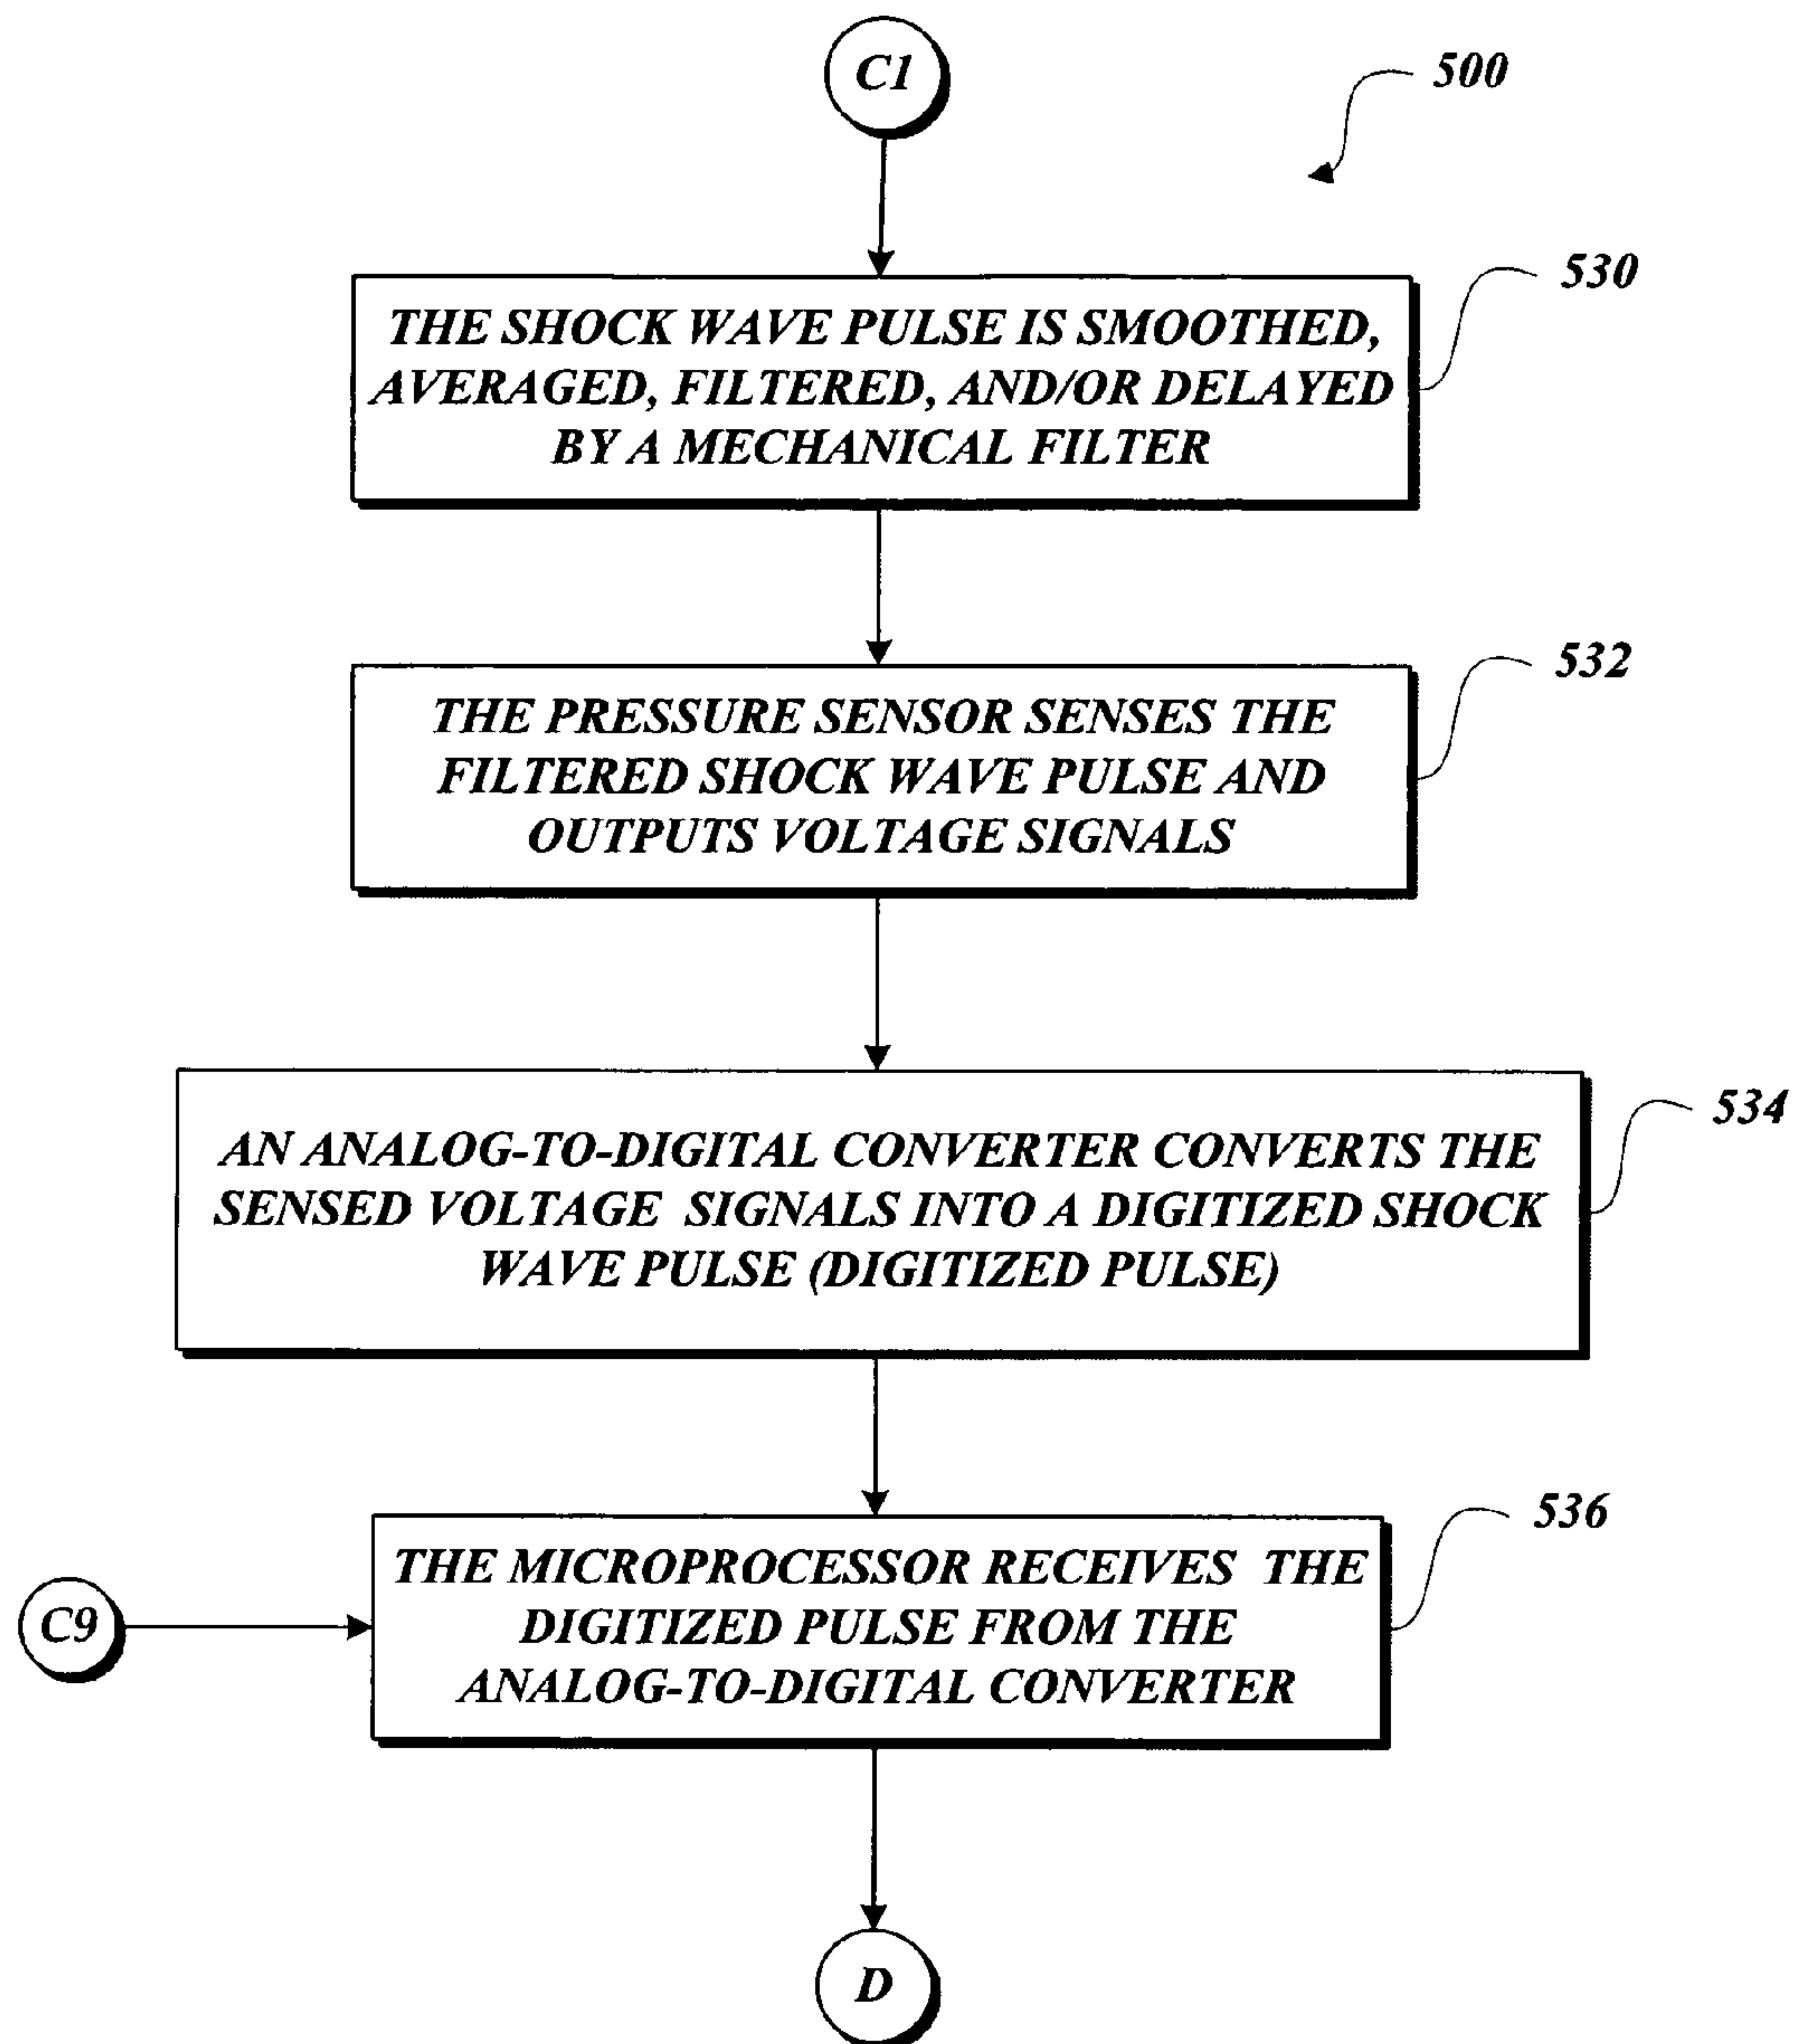 C1
500
530
THE SHOCK WAVE PULSE IS SMOOTHED,
AVERAGED, FILTERED, AND/OR DELAYED
BY A MECHANICAL FILTER
532
THE PRESSURE SENSOR SENSES THE
FILTERED SHOCK WAVE PULSE AND
OUTPUTS VOLTAGE SIGNALS
534
AN ANALOG-TO-DIGITAL CONVERTER CONVERTS THE
SENSED VOLTAGE SIGNALS INTO A DIGITIZED SHOCK
WAVE PULSE (DIGITIZED PULSE)
536
THE MICROPROCESSOR RECEIVES THE
DIGITIZED PULSE FROM THE
ANALOG-TO-DIGITAL CONVERTER
C9
D